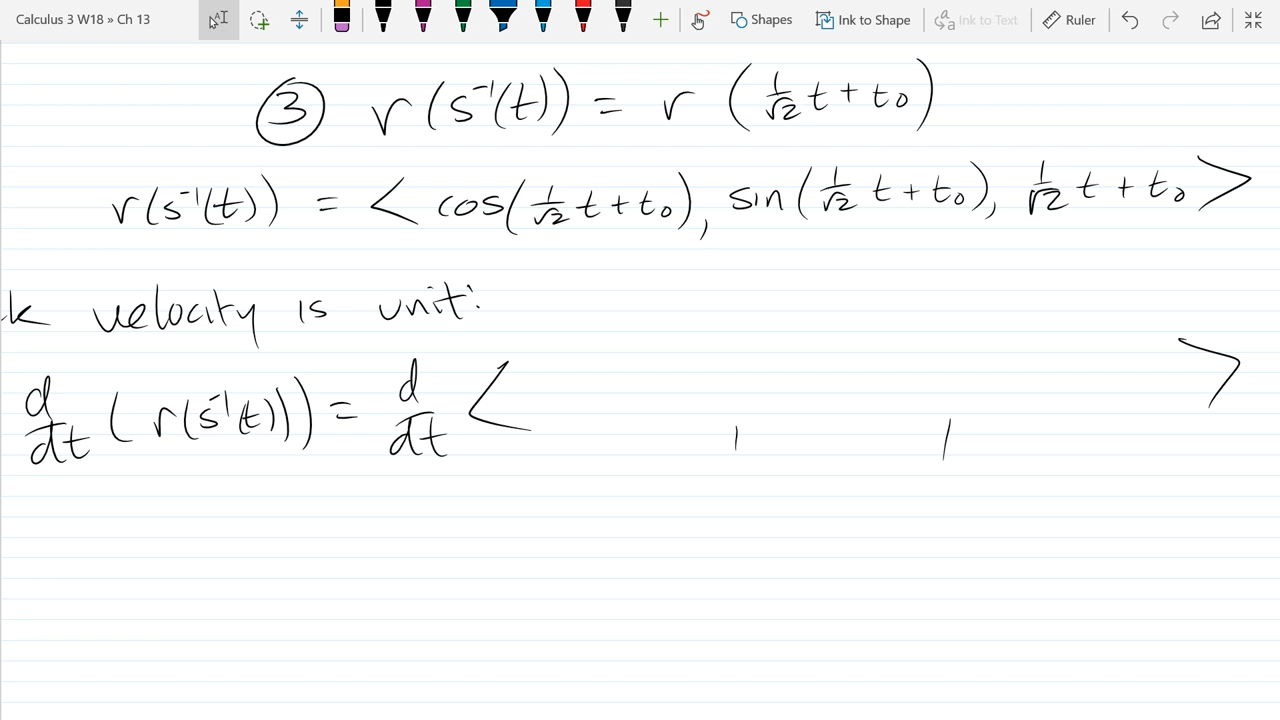 Calculus 3 W18 » Ch 13
Shapes
Ink to Shape
Ink to Text
Ruler
③ r(s⁻¹(t)) = r(1/√2 t + t₀)
r(s⁻¹(t)) = < cos(1/√2 t + t₀), sin(1/√2 t + t₀), 1/√2 t + t₀ >
k velocity is unit:
d/dt (r(s⁻¹(t))) = d/dt < , , >